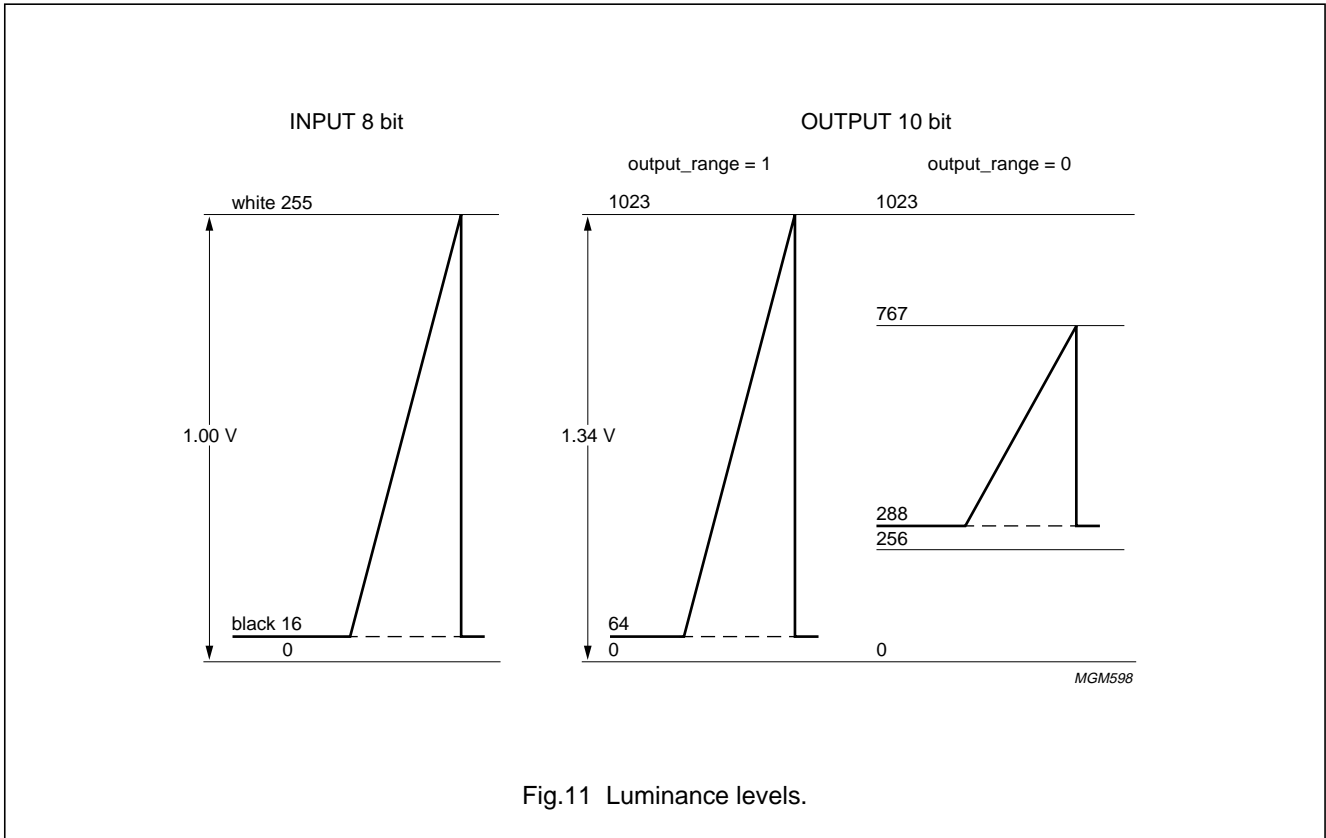 INPUT 8 bit
OUTPUT 10 bit
output_range = 1
output_range = 0
white 255
1023
1023
767
1.00 V
1.34 V
288
256
black 16
64
0
0
0
MGM598
Fig.11 Luminance levels.